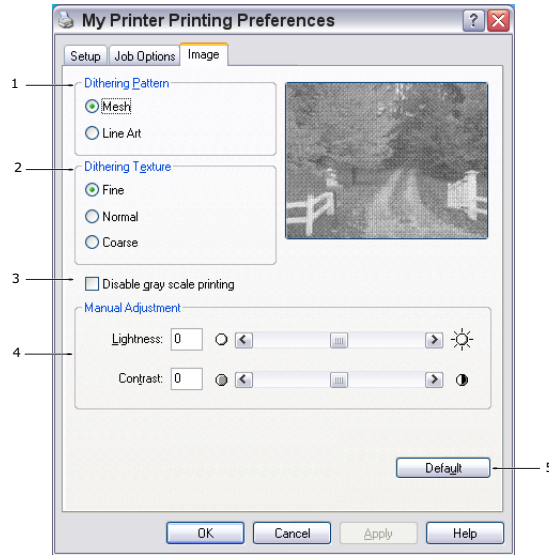 My Printer Printing Preferences
?
X
Setup Job Options Image
1
Dithering Pattern
Mesh
Line Art
2
Dithering Texture
Fine
Normal
Coarse
3
Disable gray scale printing
Manual Adjustment
Lightness: 0
4
Contrast: 0
Default
5
OK Cancel Apply Help